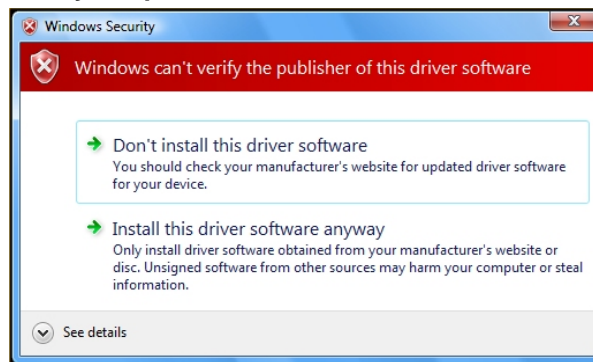 Windows Security
Windows can't verify the publisher of this driver software
Don't install this driver software
You should check your manufacturer's website for updated driver software
for your device.
Install this driver software anyway
Only install driver software obtained from your manufacturer's website or
disc. Unsigned software from other sources may harm your computer or steal
information.
See details